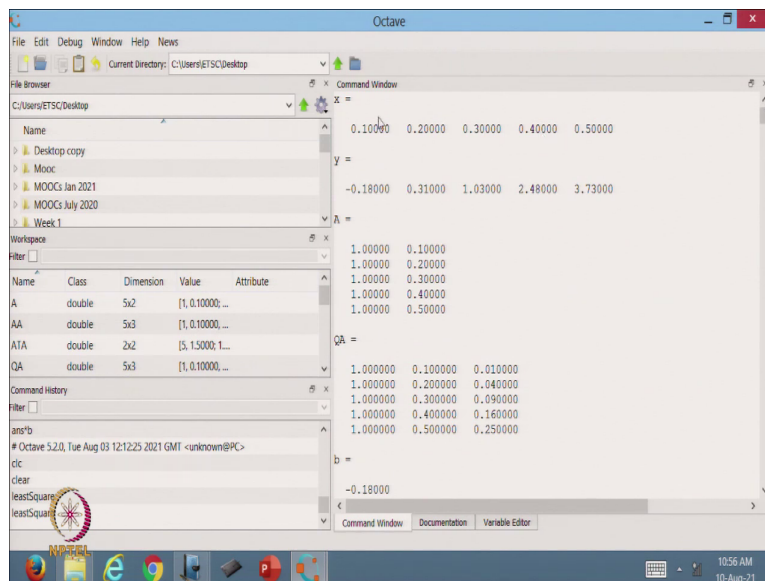 Octave
File Edit Debug Window Help News
Current Directory: C:\Users\ETSC\Desktop
File Browser
C:/Users/ETSC/Desktop
Name
Desktop copy
Mooc
MOOCs Jan 2021
MOOCs July 2020
Week 1
Workspace
Filter
Name Class Dimension Value Attribute
A double 5x2 [1, 0.10000; ...
AA double 5x3 [1, 0.10000, ...
ATA double 2x2 [5, 1.5000; 1....
QA double 5x3 [1, 0.10000, ...
Command History
Filter
ans*b
# Octave 5.2.0, Tue Aug 03 12:12:25 2021 GMT <unknown@PC>
clc
clear
leastSquare
leastSquar
NPTEL
Command Window
x =
0.10000 0.20000 0.30000 0.40000 0.50000
y =
-0.18000 0.31000 1.03000 2.48000 3.73000
A =
1.00000 0.10000
1.00000 0.20000
1.00000 0.30000
1.00000 0.40000
1.00000 0.50000
QA =
1.000000 0.100000 0.010000
1.000000 0.200000 0.040000
1.000000 0.300000 0.090000
1.000000 0.400000 0.160000
1.000000 0.500000 0.250000
b =
-0.18000
Command Window Documentation Variable Editor
10:56 AM
10-Aug-21